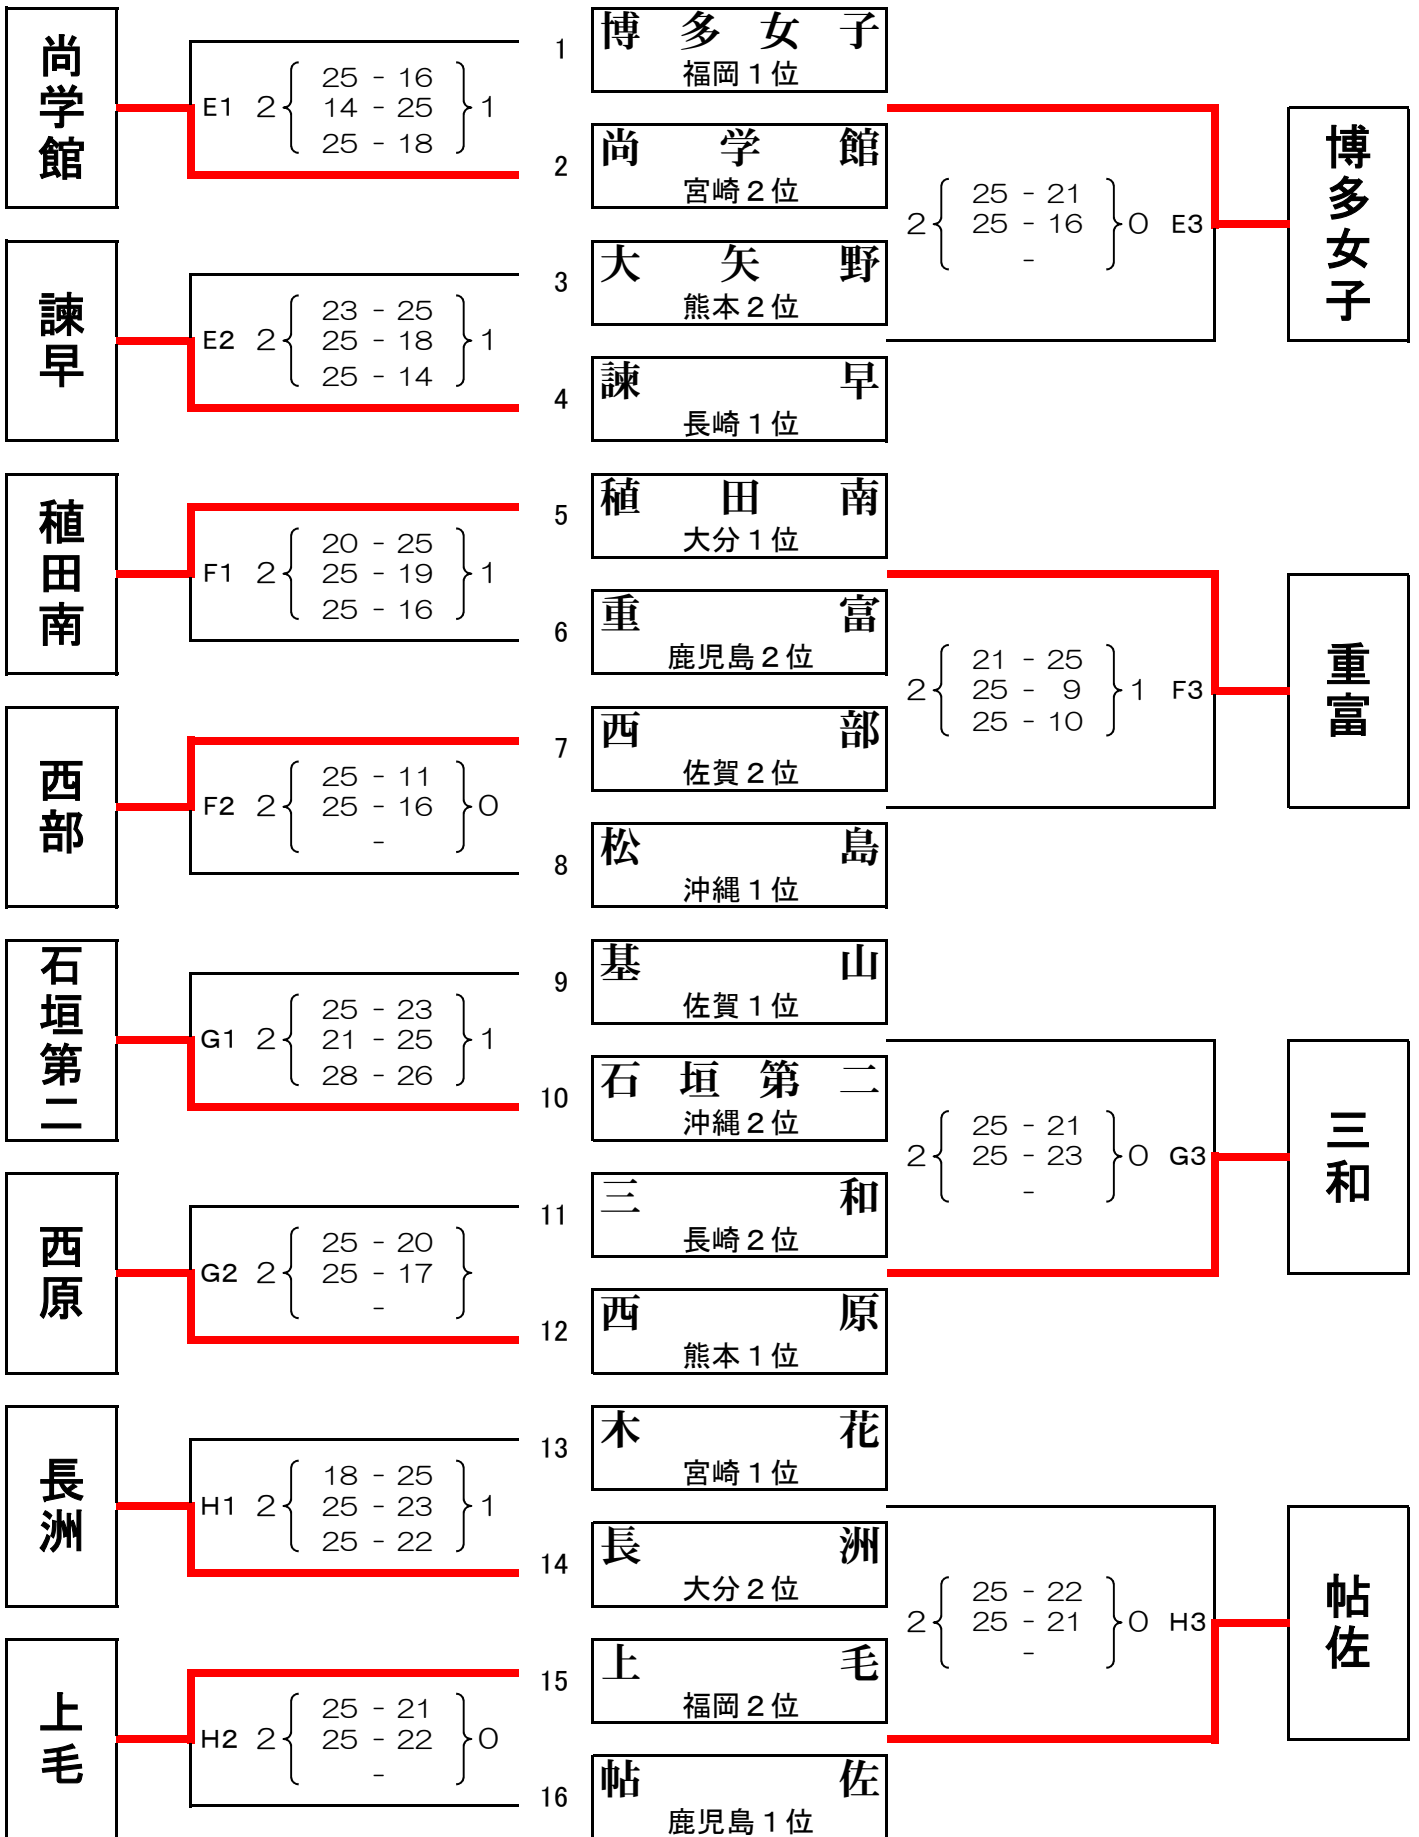 尚学館
E1 2 25 - 16 1
14 - 25
25 - 18
諫早
E2 2 23 - 25 1
25 - 18
25 - 14
稙田南
F1 2 20 - 25 1
25 - 19
25 - 16
西部
F2 2 25 - 11 0
25 - 16
-
石垣第二
G1 2 25 - 23 1
21 - 25
28 - 26
西原
G2 2 25 - 20
25 - 17
-
長洲
H1 2 18 - 25 1
25 - 23
25 - 22
上毛
H2 2 25 - 21 0
25 - 22
-
1 博多女子
福岡1位
2 尚学館
宮崎2位
3 大矢野
熊本2位
4 諫早
長崎1位
5 稙田南
大分1位
6 重富
鹿児島2位
7 西部
佐賀2位
8 松島
沖縄1位
9 基山
佐賀1位
10 石垣第二
沖縄2位
11 三和
長崎2位
12 西原
熊本1位
13 木花
宮崎1位
14 長洲
大分2位
15 上毛
福岡2位
16 帖佐
鹿児島1位
2 25 - 21 0 E3
25 - 16
-
博多女子
2 21 - 25 1 F3
25 - 9
25 - 10
重富
2 25 - 21 0 G3
25 - 23
-
三和
2 25 - 22 0 H3
25 - 21
-
帖佐